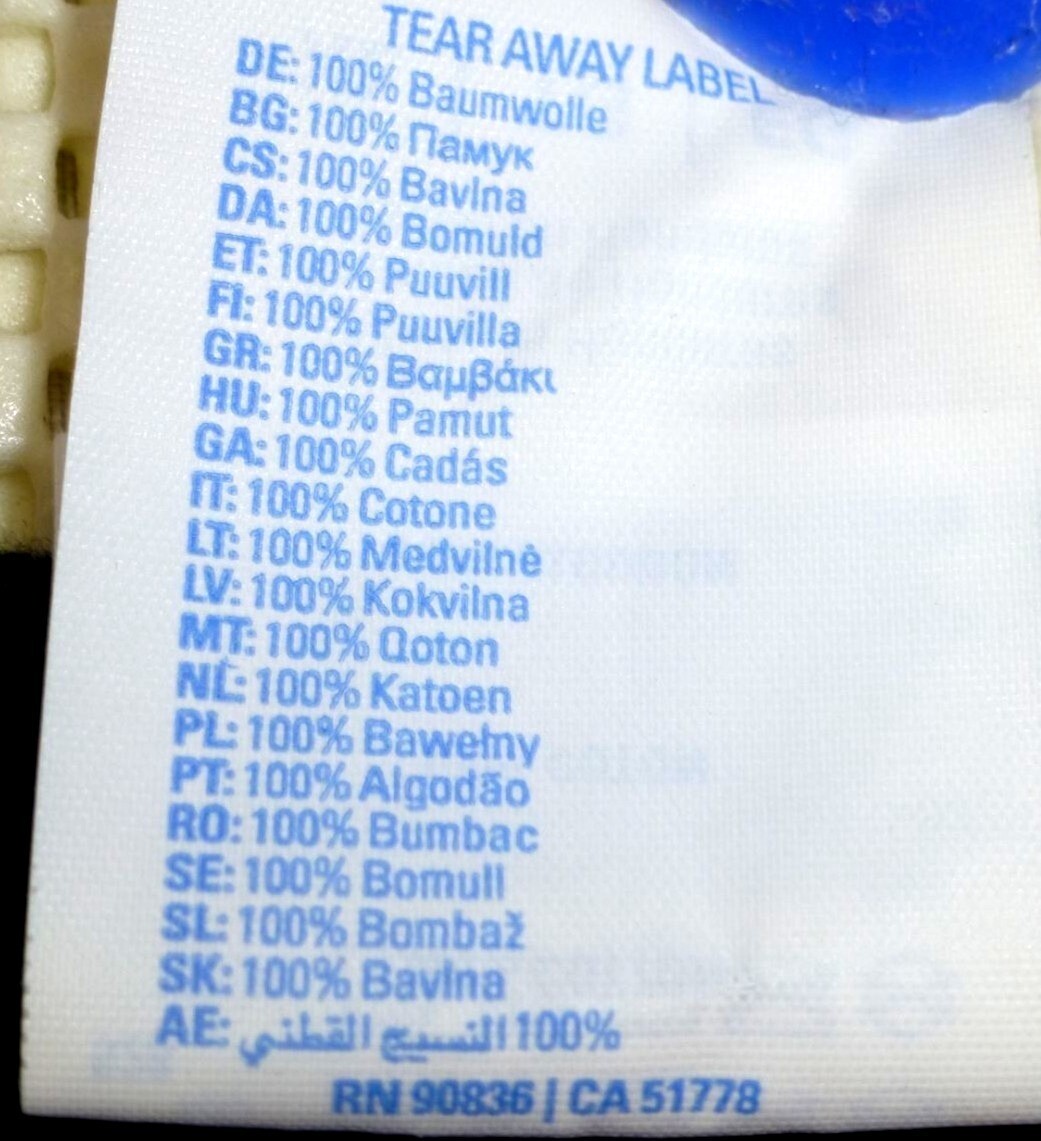 TEAR AWAY LABEL
DE: 100% Baumwolle
BG: 100% Памук
CS: 100% Bavlna
DA: 100% Bomuld
ET: 100% Puuvill
FI: 100% Puuvilla
GR: 100% Βαμβάκι
HU: 100% Pamut
GA: 100% Cadás
IT: 100% Cotone
LT: 100% Medvilnė
LV: 100% Kokvilna
MT: 100% Qoton
NL: 100% Katoen
PL: 100% Bawełny
PT: 100% Algodão
RO: 100% Bumbac
SE: 100% Bomull
SL: 100% Bombaž
SK: 100% Bavlna
AE: النسيج القطني 100%
RN 90836 | CA 51778